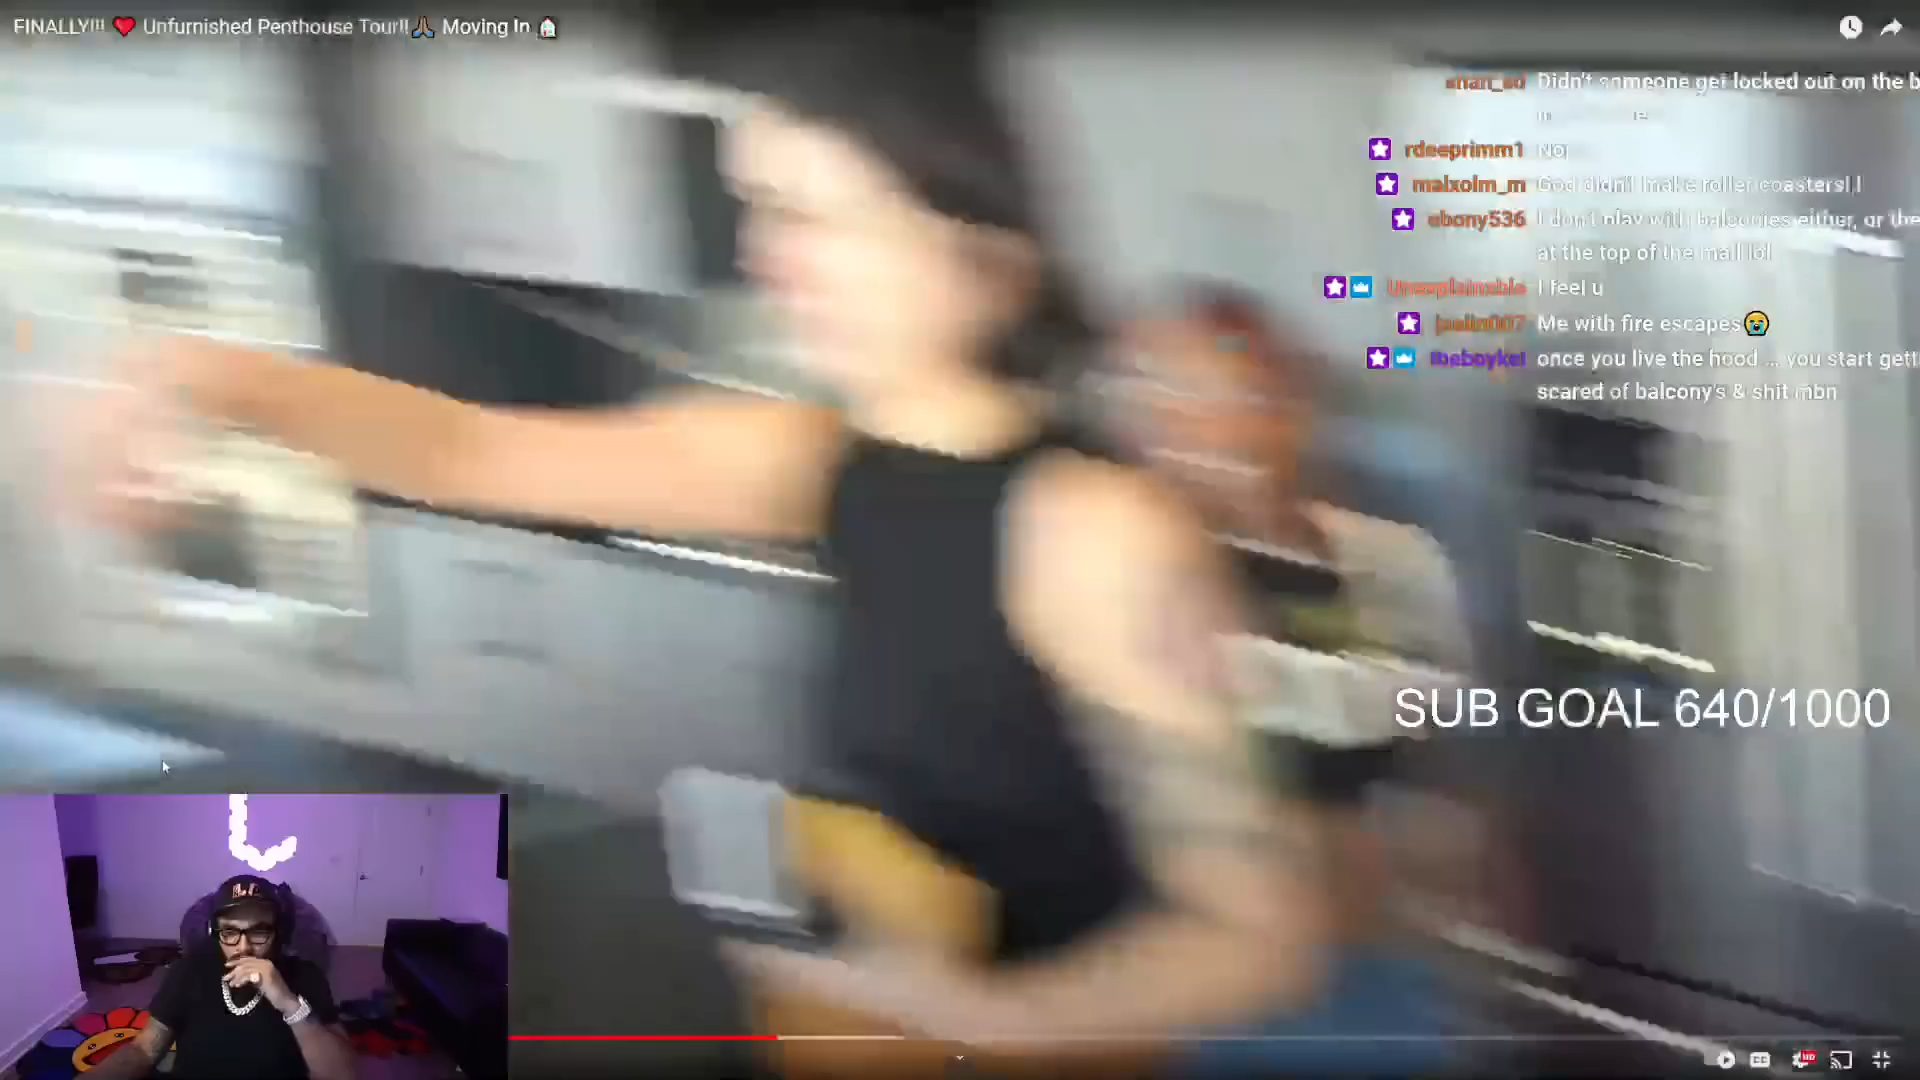 FINALLY!!! ❤️ Unfurnished Penthouse Tour!!🙏🏾 Moving In 🏠
Didn't someone get locked out on the b
rdeeprimm1 No
malxolm_m God didn't make roller coasters! !
ebony536 I don't play with balconies either, or the
at the top of the mall lol
I feel u
Me with fire escapes😭
theboykei once you live the hood ... you start gett
scared of balcony's & shit mbn
SUB GOAL 640/1000
CC
HD